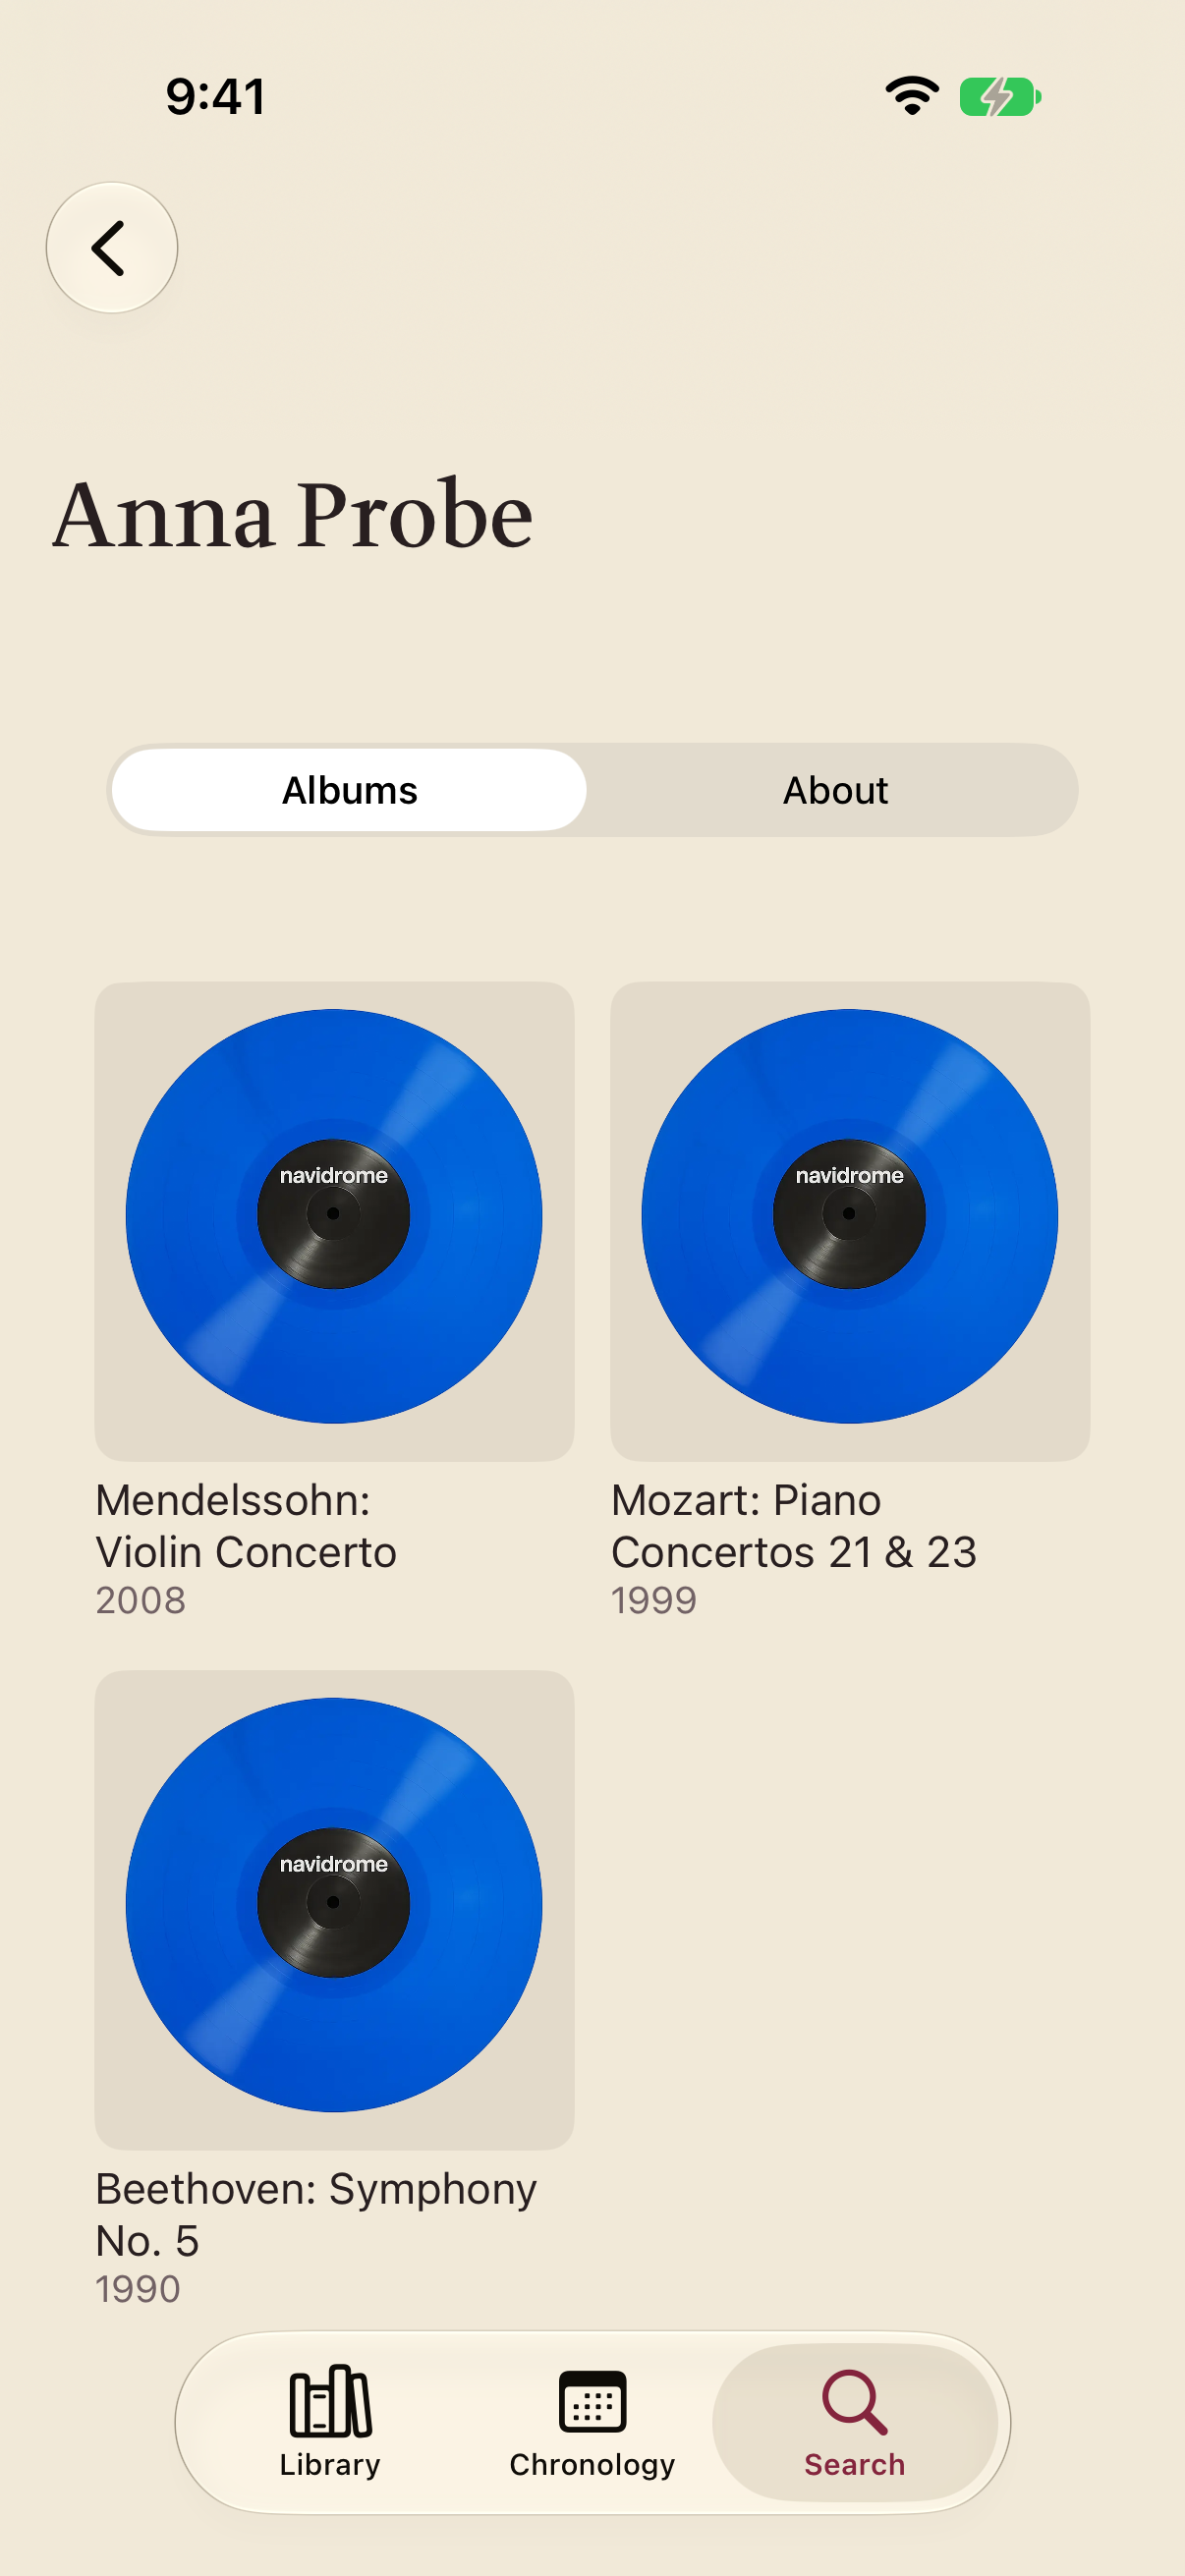 9:41
Anna Probe
Albums
About
navidrome
navidrome
Mendelssohn:
Violin Concerto
2008
Mozart: Piano
Concertos 21 & 23
1999
navidrome
Beethoven: Symphony
No. 5
1990
Library
Chronology
Search